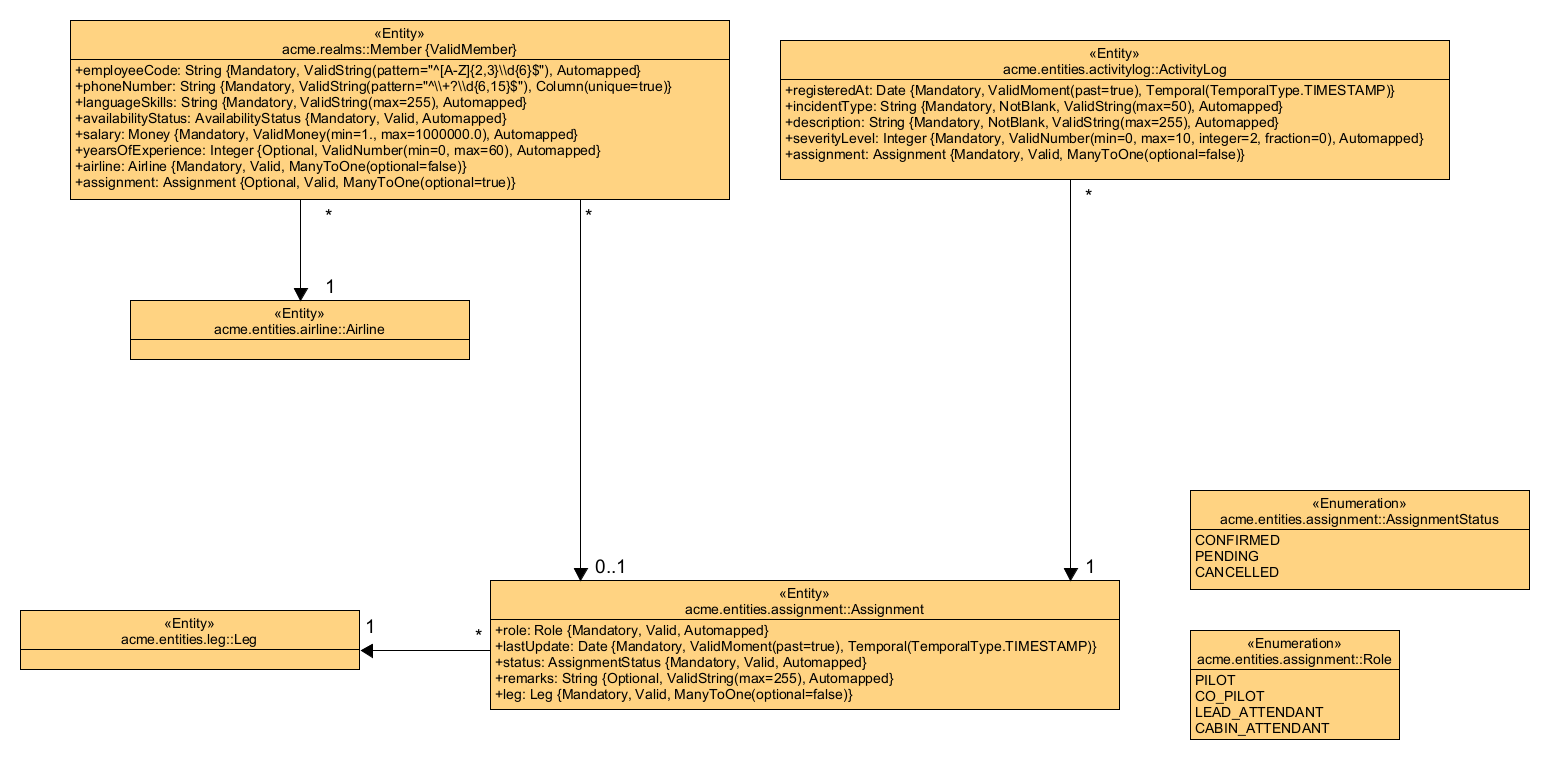 «Entity»
acme.realms::Member {ValidMember}
+employeeCode: String {Mandatory, ValidString(pattern="^[A-Z]{2,3}\\d{6}$"), Automapped}
+phoneNumber: String {Mandatory, ValidString(pattern="^\\+?\\d{6,15}$"), Column(unique=true)}
+languageSkills: String {Mandatory, ValidString(max=255), Automapped}
+availabilityStatus: AvailabilityStatus {Mandatory, Valid, Automapped}
+salary: Money {Mandatory, ValidMoney(min=1., max=1000000.0), Automapped}
+yearsOfExperience: Integer {Optional, ValidNumber(min=0, max=60), Automapped}
+airline: Airline {Mandatory, Valid, ManyToOne(optional=false)}
+assignment: Assignment {Optional, Valid, ManyToOne(optional=true)}
«Entity»
acme.entities.activitylog::ActivityLog
+registeredAt: Date {Mandatory, ValidMoment(past=true), Temporal(TemporalType.TIMESTAMP)}
+incidentType: String {Mandatory, NotBlank, ValidString(max=50), Automapped}
+description: String {Mandatory, NotBlank, ValidString(max=255), Automapped}
+severityLevel: Integer {Mandatory, ValidNumber(min=0, max=10, integer=2, fraction=0), Automapped}
+assignment: Assignment {Mandatory, Valid, ManyToOne(optional=false)}
*
*
*
1
«Entity»
acme.entities.airline::Airline
«Enumeration»
acme.entities.assignment::AssignmentStatus
CONFIRMED
PENDING
CANCELLED
0..1
1
«Entity»
acme.entities.assignment::Assignment
+role: Role {Mandatory, Valid, Automapped}
+lastUpdate: Date {Mandatory, ValidMoment(past=true), Temporal(TemporalType.TIMESTAMP)}
+status: AssignmentStatus {Mandatory, Valid, Automapped}
+remarks: String {Optional, ValidString(max=255), Automapped}
+leg: Leg {Mandatory, Valid, ManyToOne(optional=false)}
«Entity»
acme.entities.leg::Leg
1
*
«Enumeration»
acme.entities.assignment::Role
PILOT
CO_PILOT
LEAD_ATTENDANT
CABIN_ATTENDANT